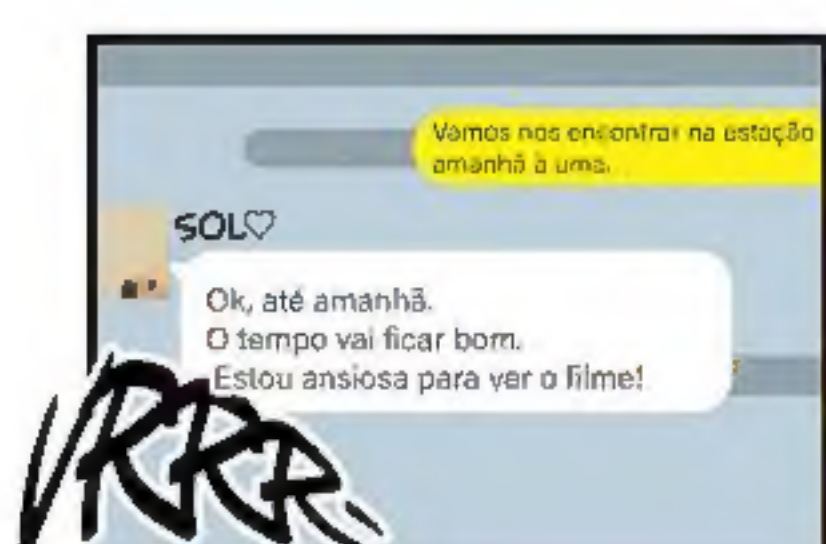 Vamos nos encontrar na estação
amanhã à uma.
SOL♡
Ok, até amanhã.
O tempo vai ficar bom.
Estou ansiosa para ver o filme!
VRRR